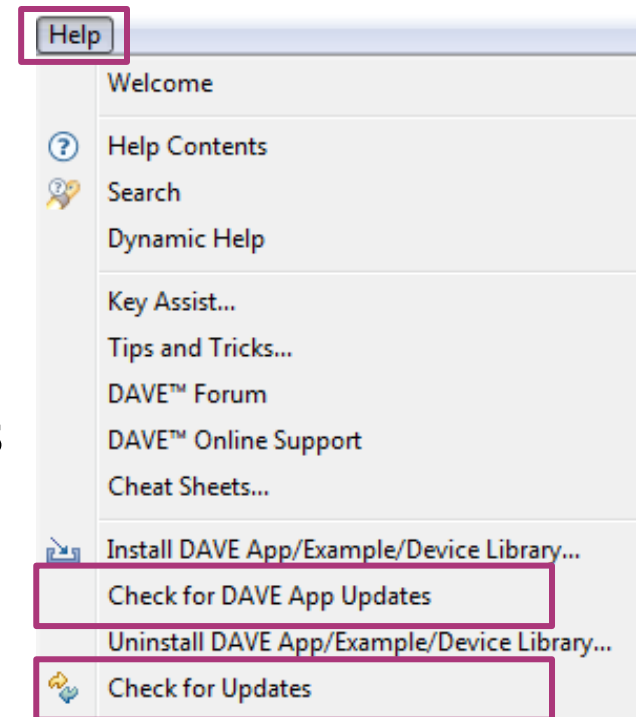 Help
Welcome
Help Contents
Search
Dynamic Help
Key Assist...
Tips and Tricks...
DAVE™ Forum
DAVE™ Online Support
Cheat Sheets...
Install DAVE App/Example/Device Library...
Check for DAVE App Updates
Uninstall DAVE App/Example/Device Library...
Check for Updates